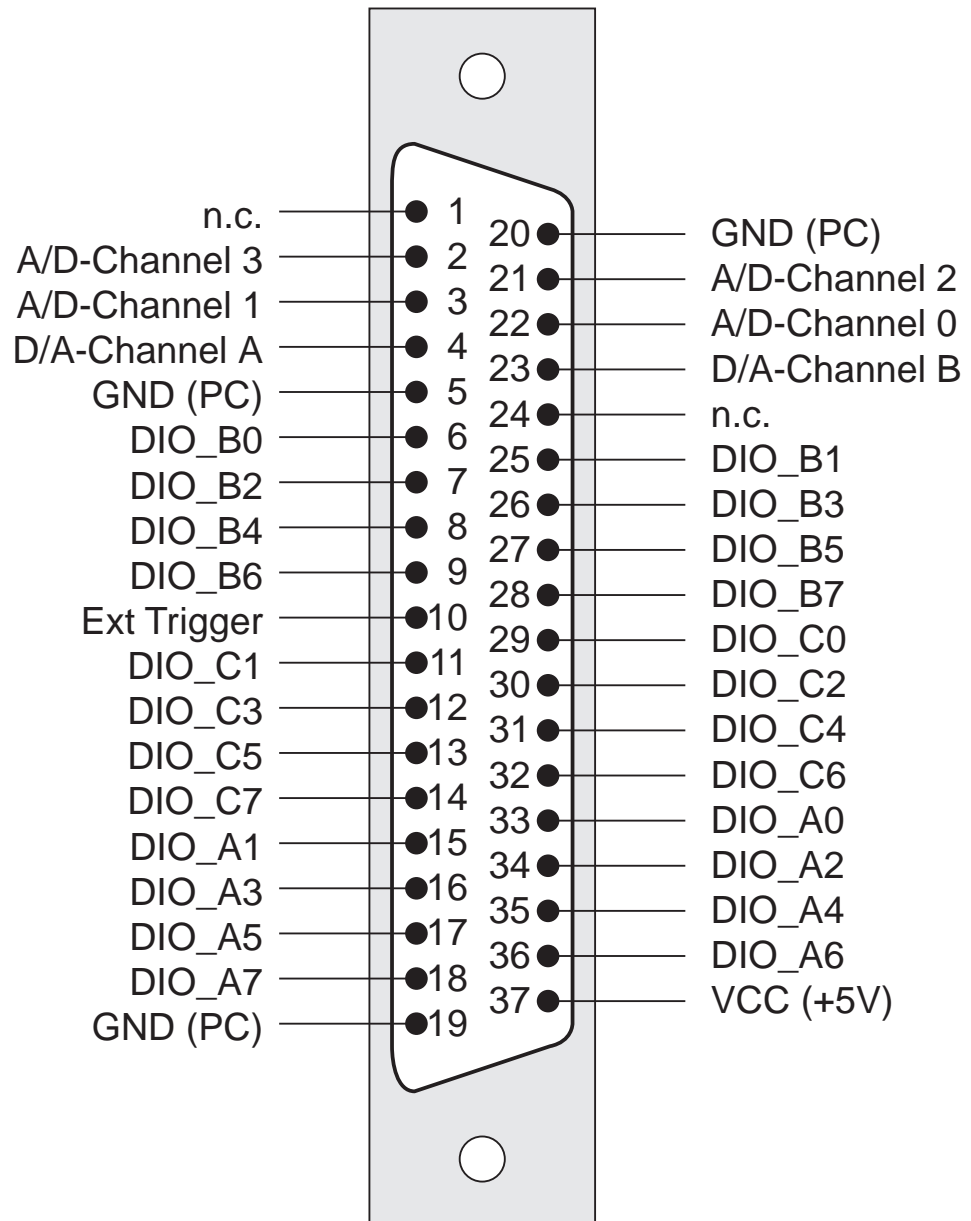 n.c. 1
20 GND (PC)
A/D-Channel 3 2
21 A/D-Channel 2
A/D-Channel 1 3
22 A/D-Channel 0
D/A-Channel A 4
23 D/A-Channel B
GND (PC) 5
24 n.c.
DIO_B0 6
25 DIO_B1
DIO_B2 7
26 DIO_B3
DIO_B4 8
27 DIO_B5
DIO_B6 9
28 DIO_B7
Ext Trigger 10
29 DIO_C0
DIO_C1 11
30 DIO_C2
DIO_C3 12
31 DIO_C4
DIO_C5 13
32 DIO_C6
DIO_C7 14
33 DIO_A0
DIO_A1 15
34 DIO_A2
DIO_A3 16
35 DIO_A4
DIO_A5 17
36 DIO_A6
DIO_A7 18
37 VCC (+5V)
GND (PC) 19